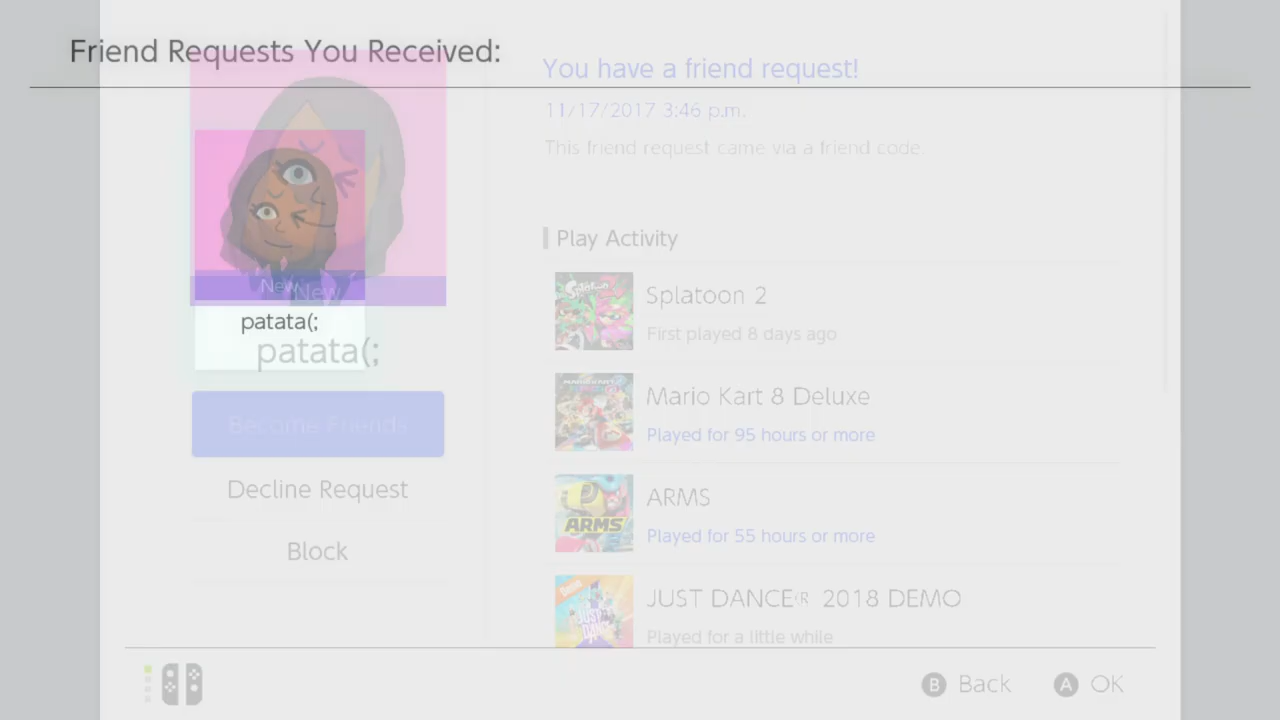 Friend Requests You Received:
You have a friend request!
11/17/2017 3:46 p.m.
This friend request came via a friend code.
New
New
patata(;
patata(;
Become Friends
Decline Request
Block
Play Activity
Splatoon 2
First played 8 days ago
Mario Kart 8 Deluxe
Played for 95 hours or more
ARMS
ARMS
Played for 55 hours or more
JUST DANCE® 2018 DEMO
Played for a little while
B Back
A OK